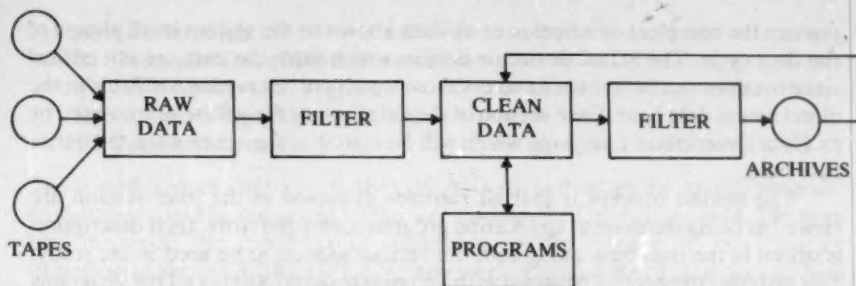 RAW
DATA
FILTER
CLEAN
DATA
FILTER
ARCHIVES
TAPES
PROGRAMS